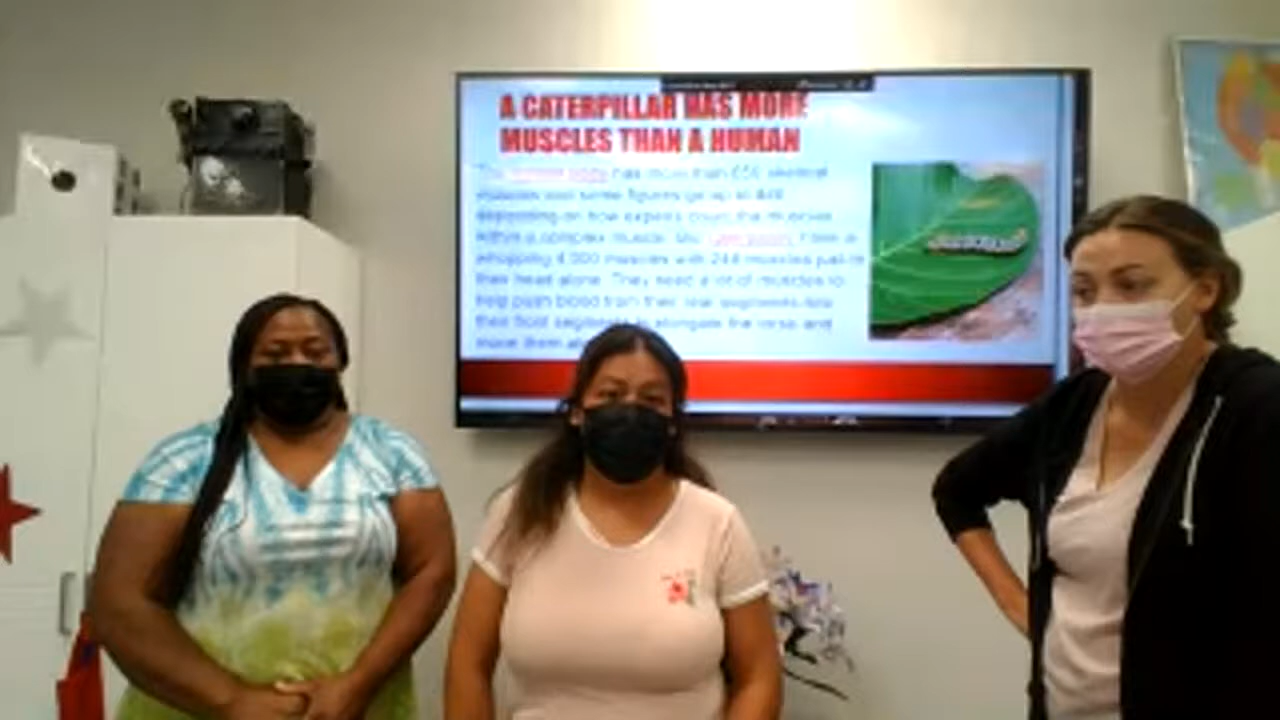 A CATERPILLAR HAS MORE
MUSCLES THAN A HUMAN
The human body has more than 650 skeletal
muscles and some figures go up to 840
depending on how experts count the muscles
within a complex muscle. But caterpillars have a
whopping 4,000 muscles with 248 muscles just in
their head alone. They need a lot of muscles to
help push blood from their rear segments into
their front segments to elongate the torso and
move them